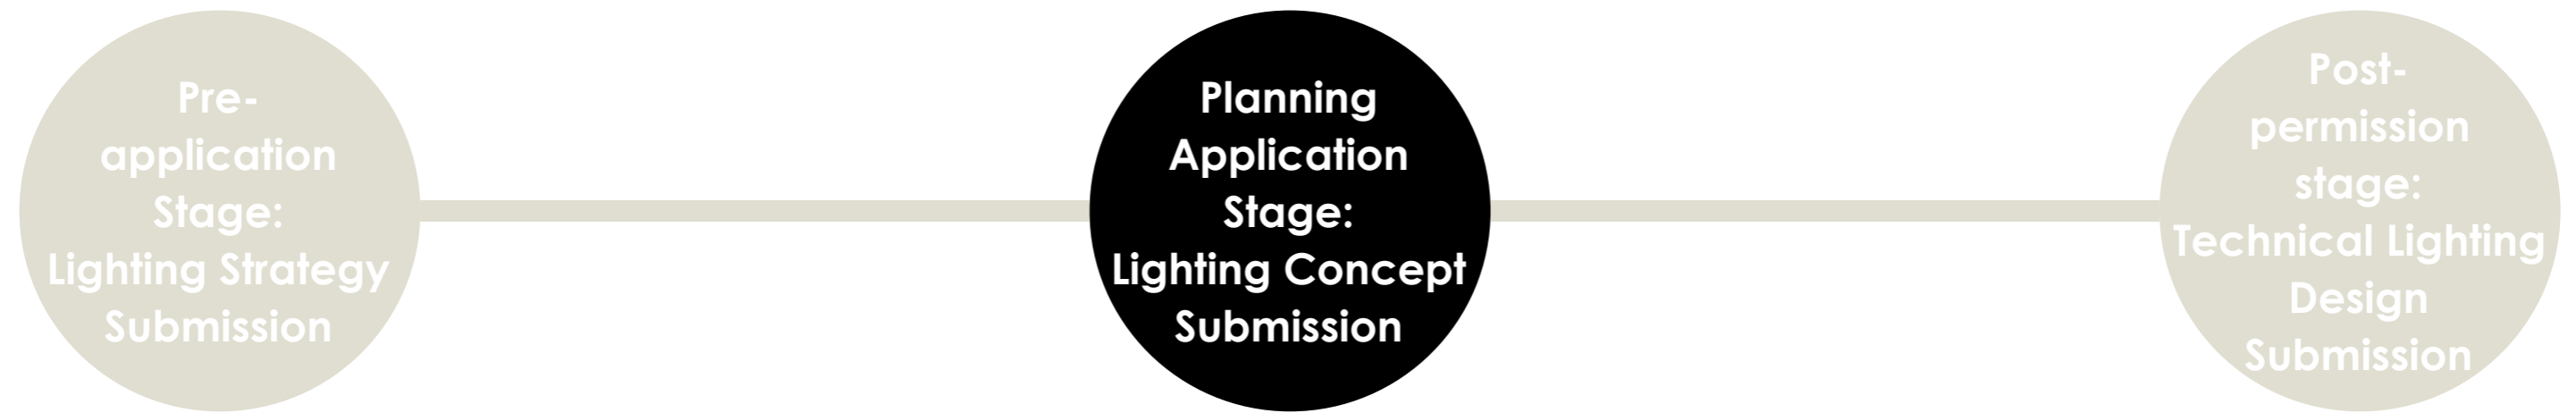 Pre-
application
Stage:
Lighting Strategy
Submission
Planning
Application
Stage:
Lighting Concept
Submission
Post-
permission
stage:
Technical Lighting
Design
Submission